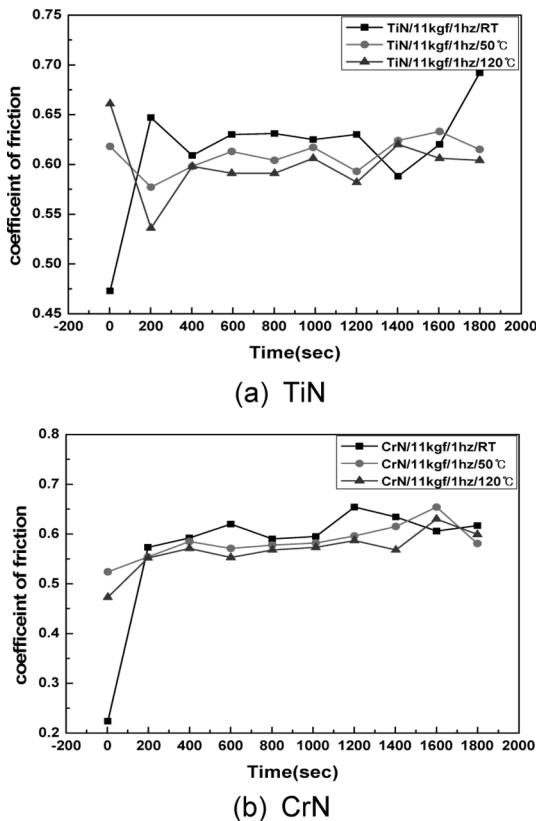 TiN/11kgf/1hz/RT
TiN/11kgf/1hz/50℃
TiN/11kgf/1hz/120℃
0.75
0.70
0.65
0.60
0.55
0.50
0.45
coefficeint of friction
-200 0 200 400 600 800 1000 1200 1400 1600 1800 2000
Time(sec)
(a) TiN
CrN/11kgf/1hz/RT
CrN/11kgf/1hz/50℃
CrN/11kgf/1hz/120℃
0.8
0.7
0.6
0.5
0.4
0.3
0.2
coefficeint of friction
-200 0 200 400 600 800 1000 1200 1400 1600 1800 2000
Time(sec)
(b) CrN